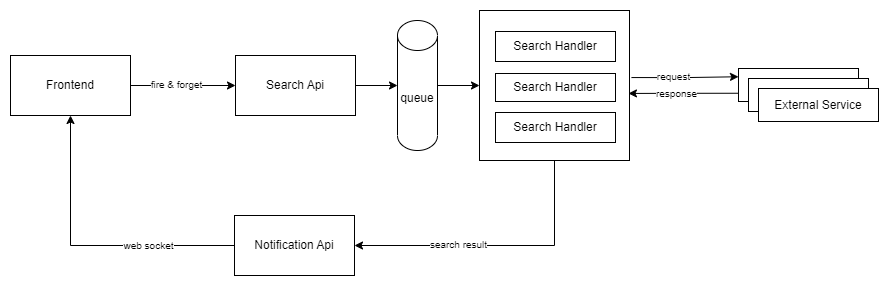 Frontend
fire & forget
Search Api
queue
Search Handler
Search Handler
Search Handler
request
response
External Service
web socket
Notification Api
search result